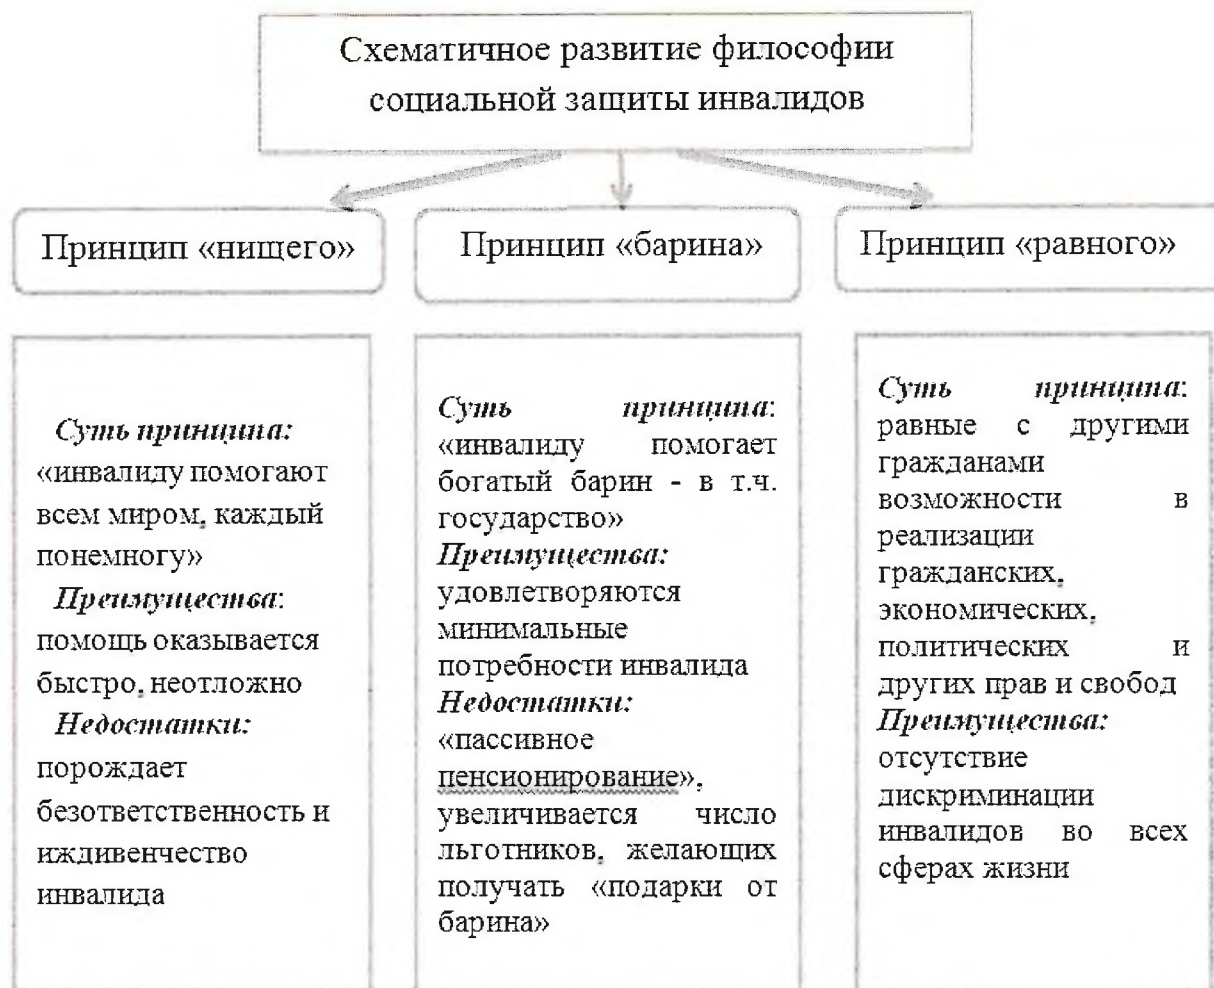 Схематичное развитие философии
социальной защиты инвалидов
Принцип «нищего»
Принцип «барина»
Принцип «равного»
Суть принципа:
«инвалиду помогают
всем миром, каждый
понемногу»
Преимущества:
помощь оказывается
быстро, неотложно
Недостатки:
порождает
безответственность и
иждивенчество
инвалида
Суть принципа:
«инвалиду помогает
богатый барин - в т.ч.
государство»
Преимущества:
удовлетворяются
минимальные
потребности инвалида
Недостатки:
«пассивное
пенсионирование»,
увеличивается число
льготников, желающих
получать «подарки от
барина»
Суть принципа:
равные с другими
гражданами
возможности в
реализации
гражданских,
экономических,
политических и
других прав и свобод
Преимущества:
отсутствие
дискриминации
инвалидов во всех
сферах жизни